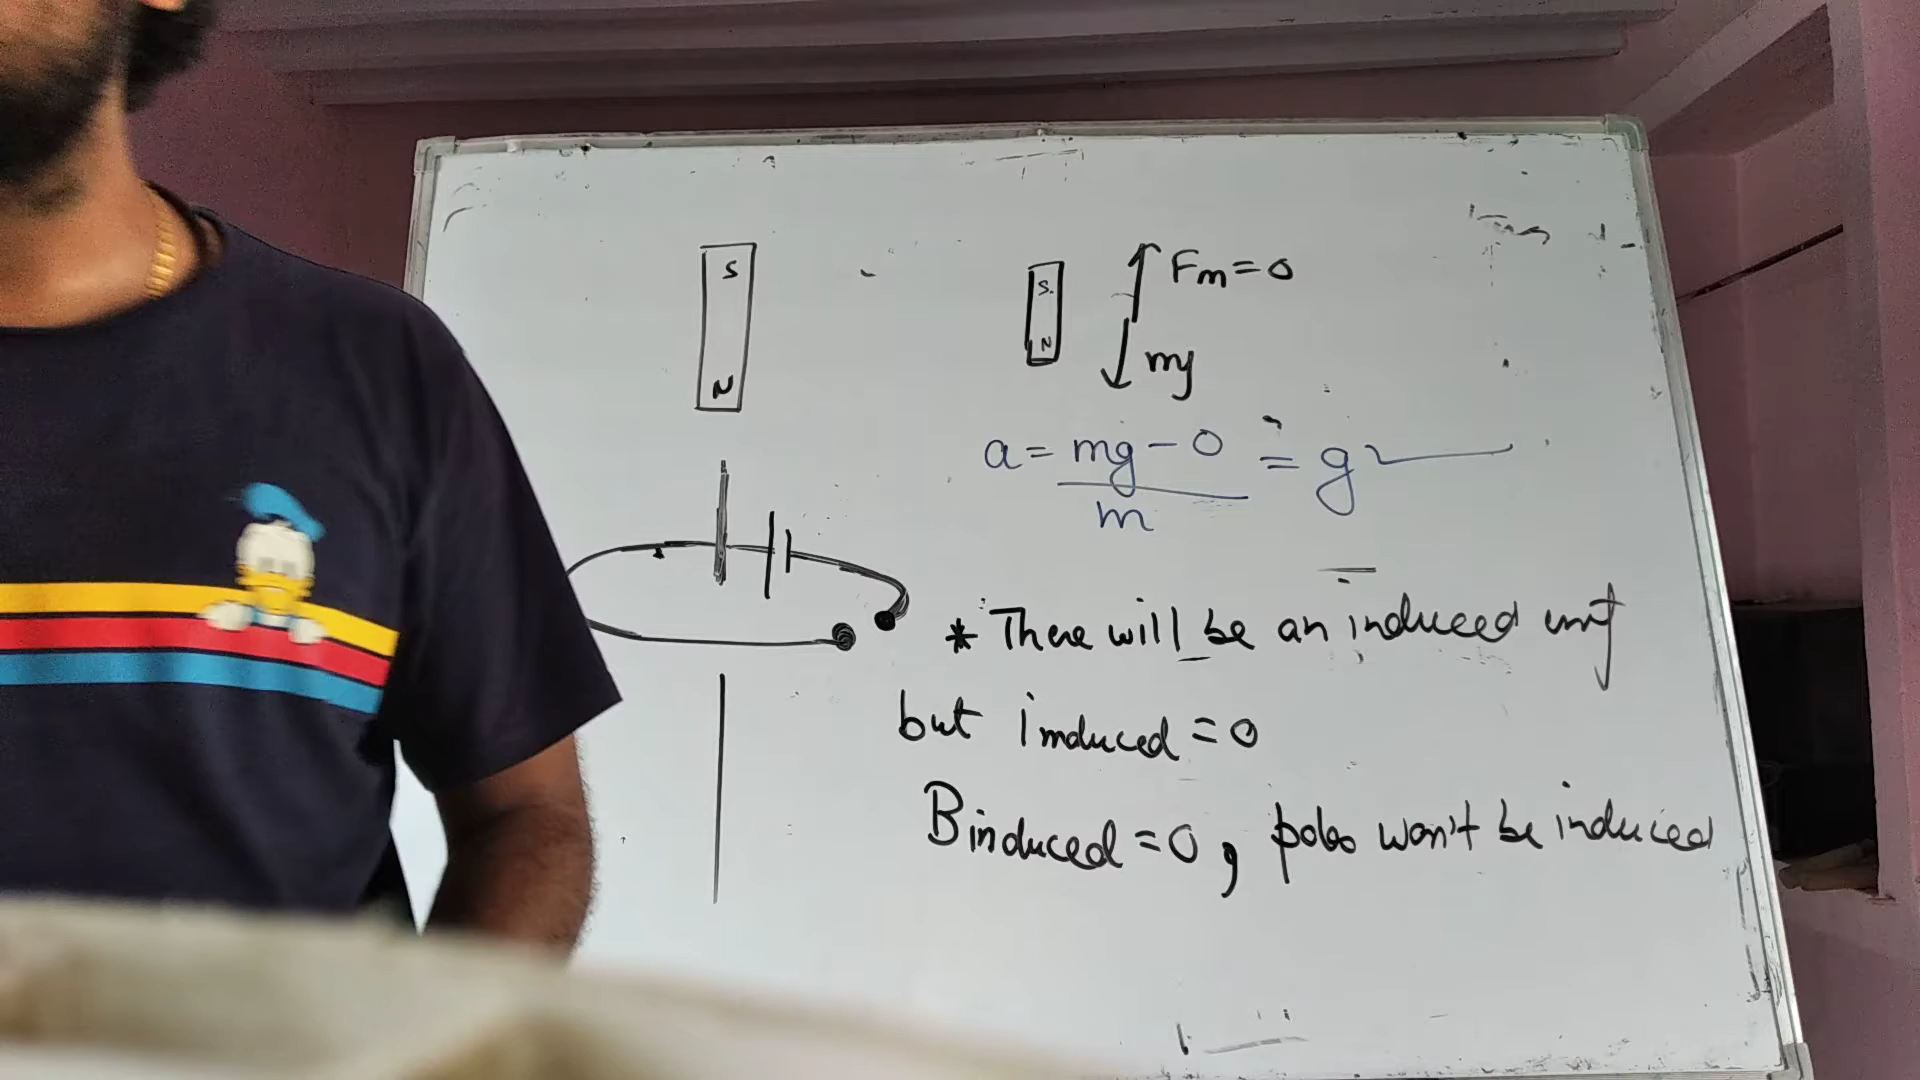 S
N
S.
N
Fm=0
mg
a = mg - 0 / m = g
* There will be an induced emf
but i induced = 0
B induced = 0, poles won't be induced